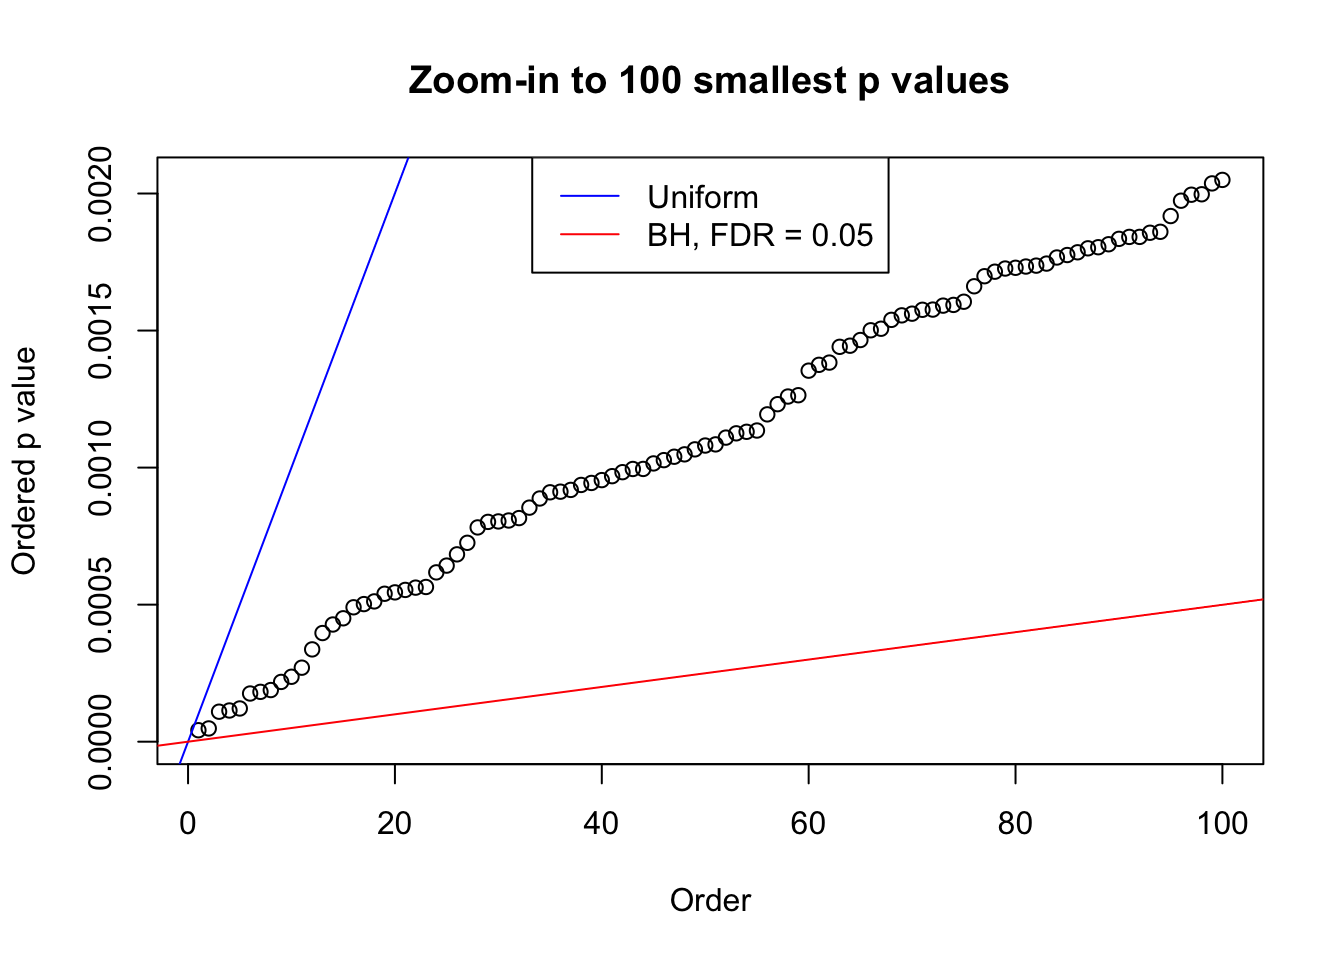 Zoom-in to 100 smallest p values
Uniform
BH, FDR = 0.05
Ordered p value
0.0020
0.0015
0.0010
0.0005
0.0000
0 20 40 60 80 100
Order